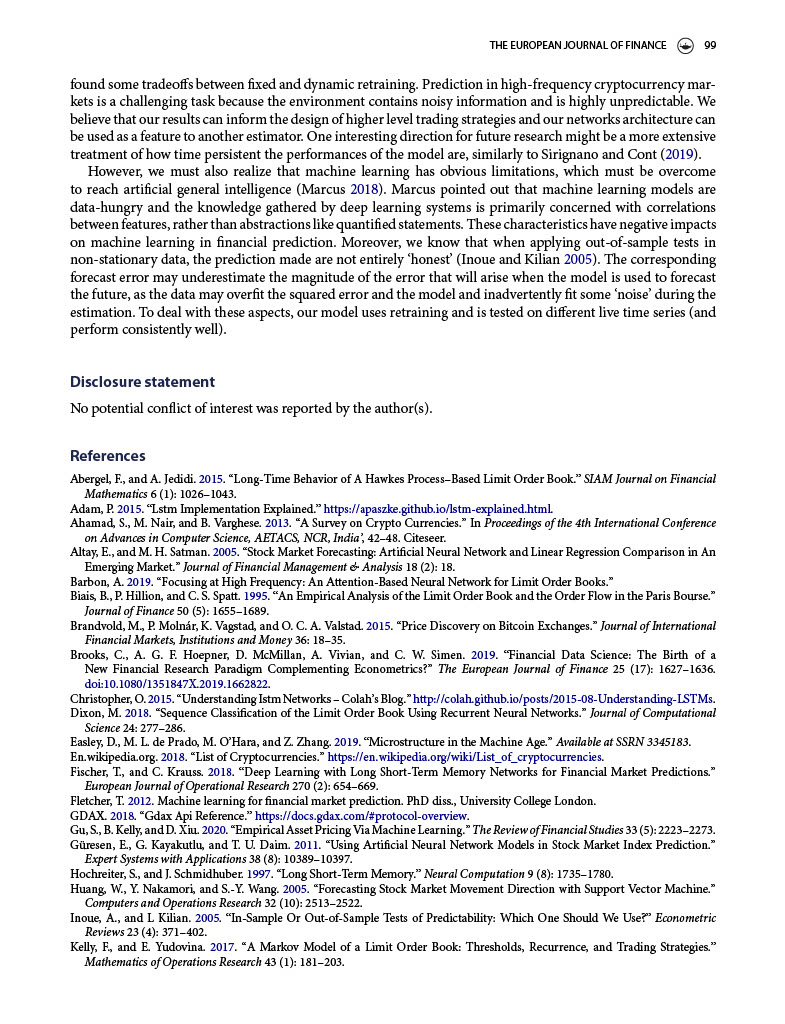 THE EUROPEAN JOURNAL OF FINANCE 99
found some tradeoffs between fixed and dynamic retraining. Prediction in high-frequency cryptocurrency mar-
kets is a challenging task because the environment contains noisy information and is highly unpredictable. We
believe that our results can inform the design of higher level trading strategies and our networks architecture can
be used as a feature to another estimator. One interesting direction for future research might be a more extensive
treatment of how time persistent the performances of the model are, similarly to Sirignano and Cont (2019).
However, we must also realize that machine learning has obvious limitations, which must be overcome
to reach artificial general intelligence (Marcus 2018). Marcus pointed out that machine learning models are
data-hungry and the knowledge gathered by deep learning systems is primarily concerned with correlations
between features, rather than abstractions like quantified statements. These characteristics have negative impacts
on machine learning in financial prediction. Moreover, we know that when applying out-of-sample tests in
non-stationary data, the prediction made are not entirely ‘honest’ (Inoue and Kilian 2005). The corresponding
forecast error may underestimate the magnitude of the error that will arise when the model is used to forecast
the future, as the data may overfit the squared error and the model and inadvertently fit some ‘noise’ during the
estimation. To deal with these aspects, our model uses retraining and is tested on different live time series (and
perform consistently well).
Disclosure statement
No potential conflict of interest was reported by the author(s).
References
Abergel, F., and A. Jedidi. 2015. “Long-Time Behavior of A Hawkes Process–Based Limit Order Book.” SIAM Journal on Financial
Mathematics 6 (1): 1026–1043.
Adam, P. 2015. “Lstm Implementation Explained.” https://apaszke.github.io/lstm-explained.html.
Ahamad, S., M. Nair, and B. Varghese. 2013. “A Survey on Crypto Currencies.” In Proceedings of the 4th International Conference
on Advances in Computer Science, AETACS, NCR, India’, 42–48. Citeseer.
Altay, E., and M. H. Satman. 2005. “Stock Market Forecasting: Artificial Neural Network and Linear Regression Comparison in An
Emerging Market.” Journal of Financial Management & Analysis 18 (2): 18.
Barbon, A. 2019. “Focusing at High Frequency: An Attention-Based Neural Network for Limit Order Books.”
Biais, B., P. Hillion, and C. S. Spatt. 1995. “An Empirical Analysis of the Limit Order Book and the Order Flow in the Paris Bourse.”
Journal of Finance 50 (5): 1655–1689.
Brandvold, M., P. Molnár, K. Vagstad, and O. C. A. Valstad. 2015. “Price Discovery on Bitcoin Exchanges.” Journal of International
Financial Markets, Institutions and Money 36: 18–35.
Brooks, C., A. G. F. Hoepner, D. McMillan, A. Vivian, and C. W. Simen. 2019. “Financial Data Science: The Birth of a
New Financial Research Paradigm Complementing Econometrics?” The European Journal of Finance 25 (17): 1627–1636.
doi:10.1080/1351847X.2019.1662822.
Christopher, O. 2015. “Understanding lstm Networks – Colah’s Blog.” http://colah.github.io/posts/2015-08-Understanding-LSTMs.
Dixon, M. 2018. “Sequence Classification of the Limit Order Book Using Recurrent Neural Networks.” Journal of Computational
Science 24: 277–286.
Easley, D., M. L. de Prado, M. O’Hara, and Z. Zhang. 2019. “Microstructure in the Machine Age.” Available at SSRN 3345183.
En.wikipedia.org. 2018. “List of Cryptocurrencies.” https://en.wikipedia.org/wiki/List_of_cryptocurrencies.
Fischer, T., and C. Krauss. 2018. “Deep Learning with Long Short-Term Memory Networks for Financial Market Predictions.”
European Journal of Operational Research 270 (2): 654–669.
Fletcher, T. 2012. Machine learning for financial market prediction. PhD diss., University College London.
GDAX. 2018. “Gdax Api Reference.” https://docs.gdax.com/#protocol-overview.
Gu, S., B. Kelly, and D. Xiu. 2020. “Empirical Asset Pricing Via Machine Learning.” The Review of Financial Studies 33 (5): 2223–2273.
Güresen, E., G. Kayakutlu, and T. U. Daim. 2011. “Using Artificial Neural Network Models in Stock Market Index Prediction.”
Expert Systems with Applications 38 (8): 10389–10397.
Hochreiter, S., and J. Schmidhuber. 1997. “Long Short-Term Memory.” Neural Computation 9 (8): 1735–1780.
Huang, W., Y. Nakamori, and S.-Y. Wang. 2005. “Forecasting Stock Market Movement Direction with Support Vector Machine.”
Computers and Operations Research 32 (10): 2513–2522.
Inoue, A., and L Kilian. 2005. “In-Sample Or Out-of-Sample Tests of Predictability: Which One Should We Use?” Econometric
Reviews 23 (4): 371–402.
Kelly, F., and E. Yudovina. 2017. “A Markov Model of a Limit Order Book: Thresholds, Recurrence, and Trading Strategies.”
Mathematics of Operations Research 43 (1): 181–203.